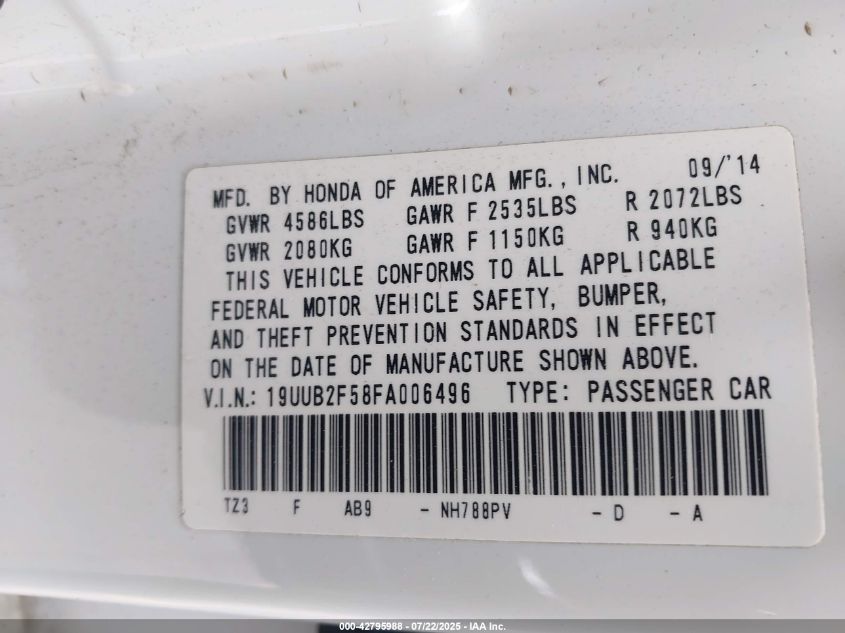 MFD. BY HONDA OF AMERICA MFG., INC. 09/'14
GVWR 4586LBS GAWR F 2535LBS R 2072LBS
GVWR 2080KG GAWR F 1150KG R 940KG
THIS VEHICLE CONFORMS TO ALL APPLICABLE
FEDERAL MOTOR VEHICLE SAFETY, BUMPER,
AND THEFT PREVENTION STANDARDS IN EFFECT
ON THE DATE OF MANUFACTURE SHOWN ABOVE.
V.I.N.: 19UUB2F58FA006496 TYPE: PASSENGER CAR
TZ3 F AB9 - NH788PV - D - A
000-42795988 - 07/22/2025 - IAA Inc.